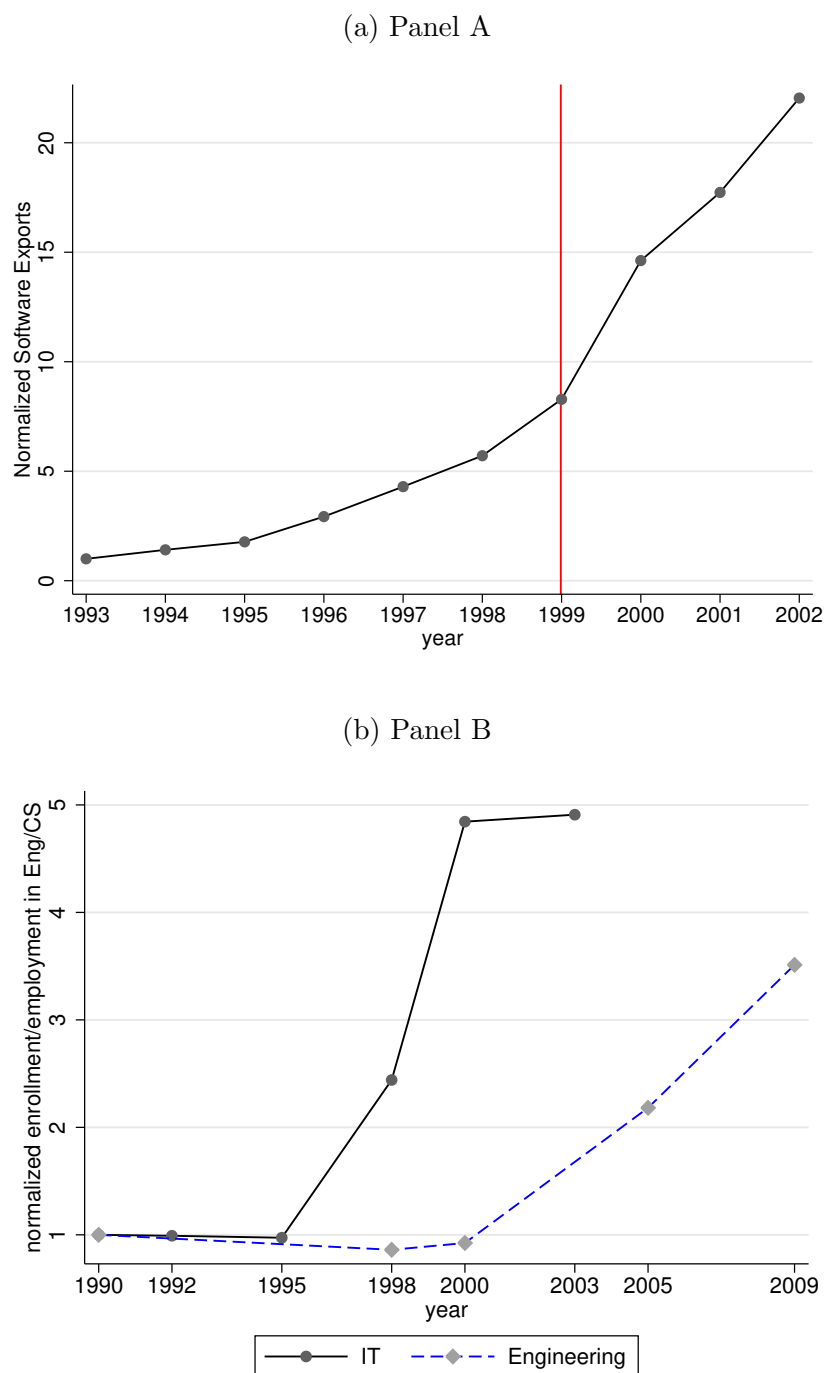 (a) Panel A
Normalized Software Exports
20
15
10
5
0
1993 1994 1995 1996 1997 1998 1999 2000 2001 2002
year
(b) Panel B
normalized enrollment/employment in Eng/CS
5
4
3
2
1
1990 1992 1995 1998 2000 2003 2005 2009
year
IT Engineering